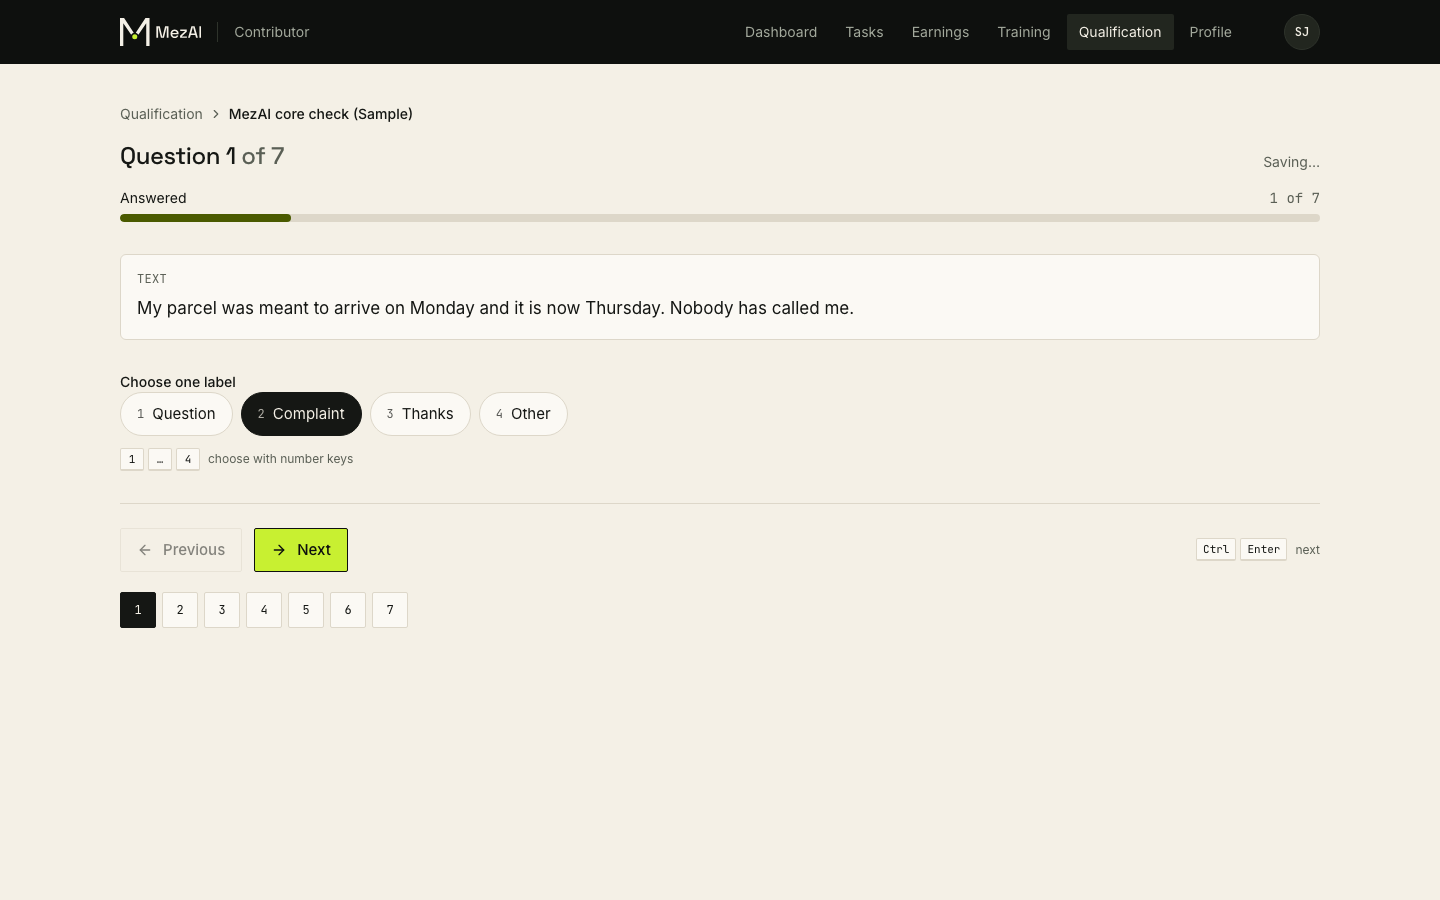 MezAI
Contributor
Dashboard
Tasks
Earnings
Training
Qualification
Profile
SJ
Qualification > MezAI core check (Sample)
Question 1 of 7
Saving...
Answered
1 of 7
TEXT
My parcel was meant to arrive on Monday and it is now Thursday. Nobody has called me.
Choose one label
1 Question
2 Complaint
3 Thanks
4 Other
1 … 4 choose with number keys
← Previous
→ Next
Ctrl Enter next
1 2 3 4 5 6 7